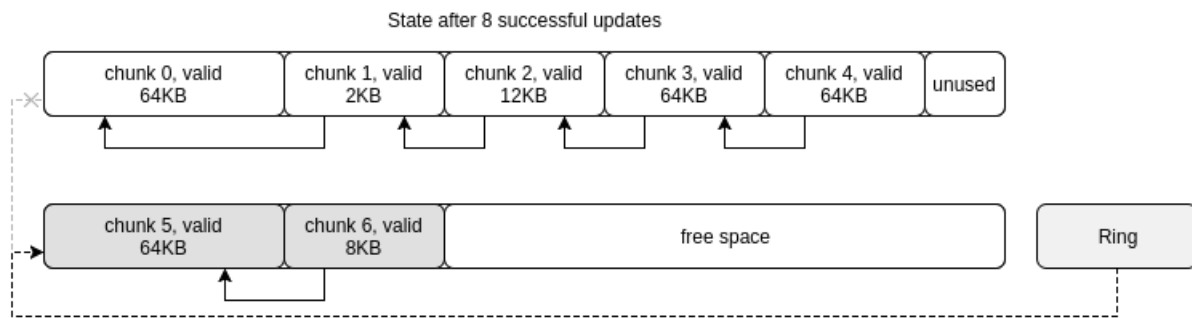 State after 8 successful updates
chunk 0, valid
64KB
chunk 1, valid
2KB
chunk 2, valid
12KB
chunk 3, valid
64KB
chunk 4, valid
64KB
unused
chunk 5, valid
64KB
chunk 6, valid
8KB
free space
Ring